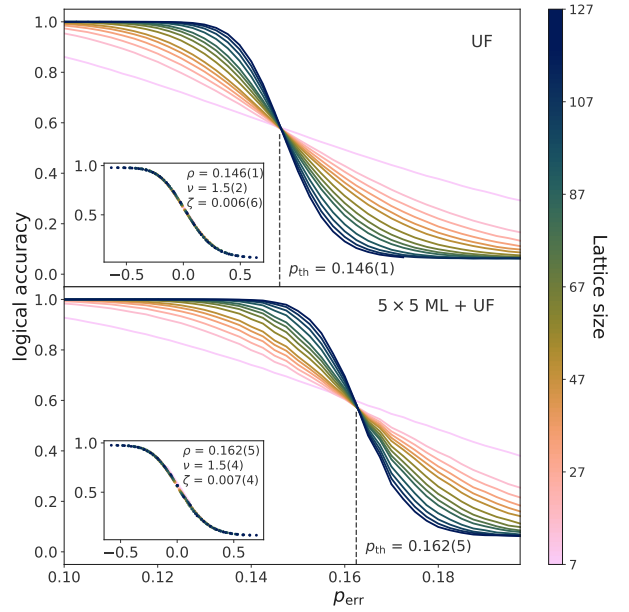 1.0
0.8
0.6
0.4
0.2
0.0
UF
1.0
0.5
ρ = 0.146(1)
ν = 1.5(2)
ζ = 0.006(6)
−0.5 0.0 0.5
p_th = 0.146(1)
logical accuracy
1.0
0.8
0.6
0.4
0.2
0.0
5 × 5 ML + UF
1.0
0.5
ρ = 0.162(5)
ν = 1.5(4)
ζ = 0.007(4)
−0.5 0.0 0.5
p_th = 0.162(5)
0.10 0.12 0.14 0.16 0.18
p_err
127
107
87
67
47
27
7
Lattice size